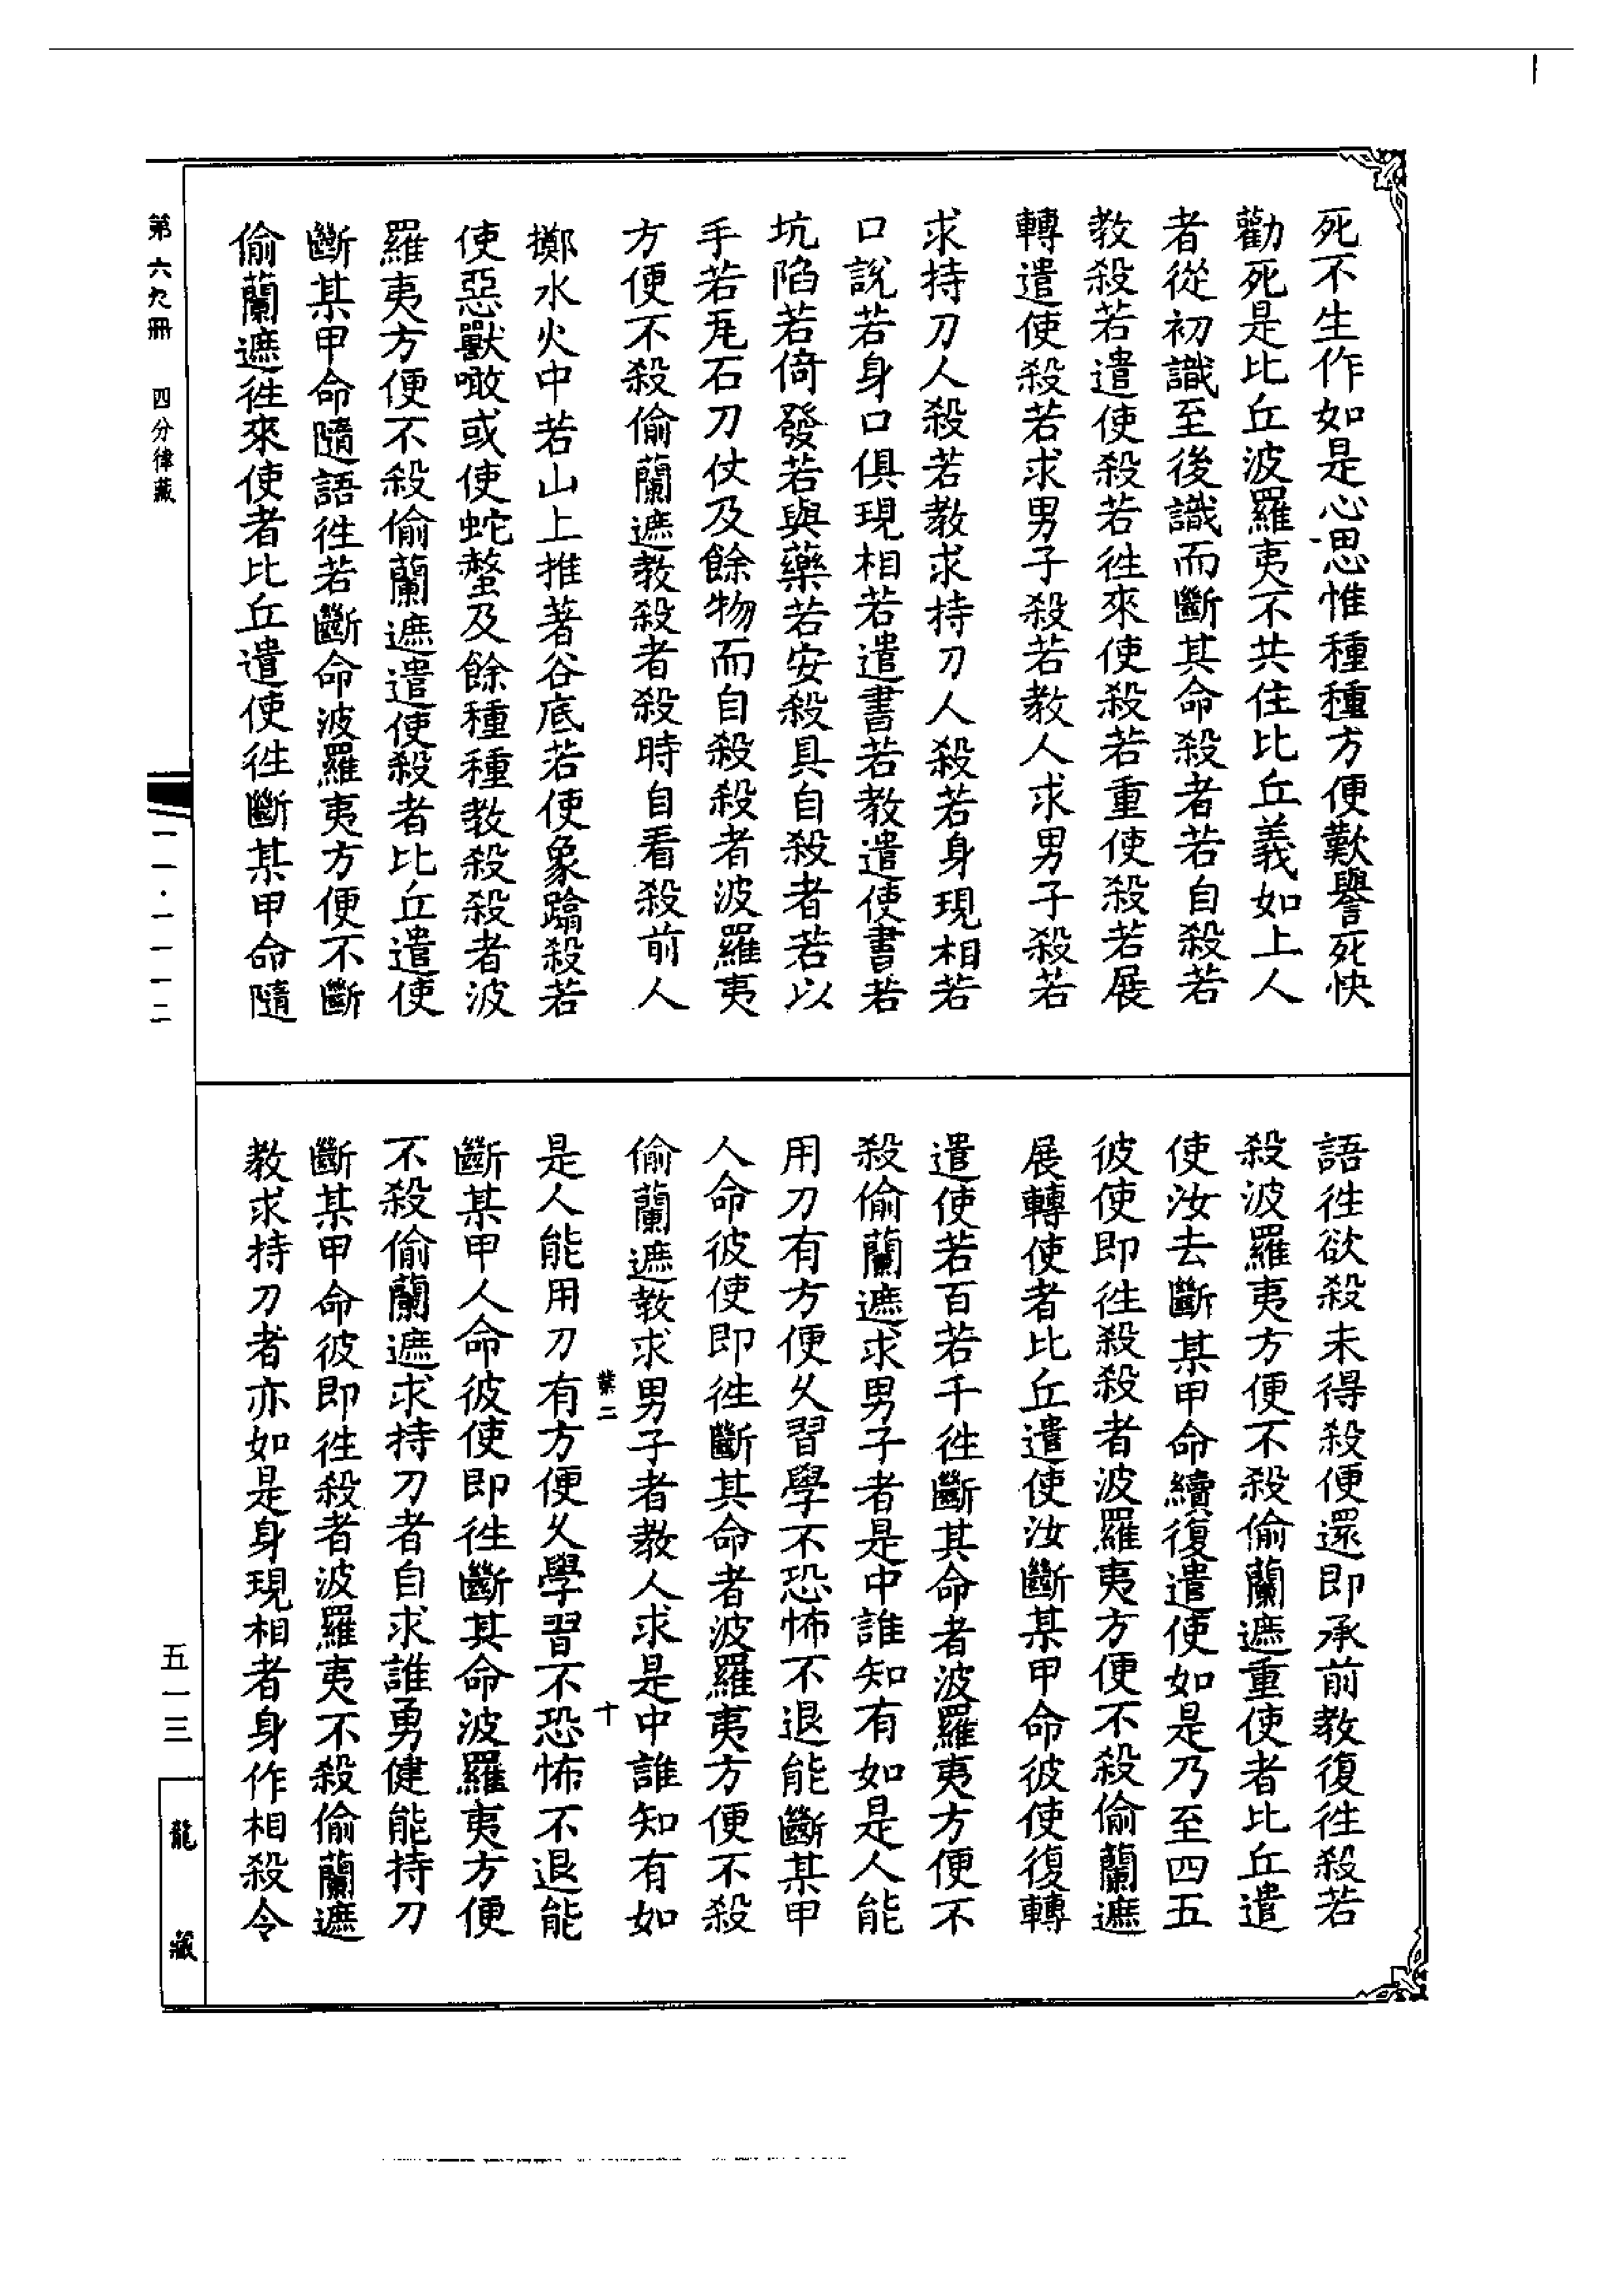 死不生作如是心思惟種種方便歎譽死快
勸死是比丘波羅夷不共住比丘義如上人
者從初識至後識而斷其命殺者若自殺若
教殺若遣使殺若徃來使殺若重使殺若展
轉遣使殺若求男子殺若教人求男子殺若
求持刀人殺若教求持刀人殺若身現相若
口說若身口俱現相若遣書若教遣使書若
坑陷若倚發若與藥若安殺具自殺者若以
手若瓦石刀仗及餘物而自殺殺者波羅夷
方便不殺偷蘭遮教殺者殺時自看殺前人
擲水火中若山上推著谷底若使象蹹殺若
使惡獸噉或使蛇螫及餘種種教殺殺者波
羅夷方便不殺偷蘭遮遣使殺者比丘遣使
斷某甲命隨語徃若斷命波羅夷方便不斷
偷蘭遮徃來使者比丘遣使徃斷某甲命隨
語徃欲殺未得殺便還即承前教復徃殺若
殺波羅夷方便不殺偷蘭遮重使者比丘遣
使汝去斷某甲命續復遣使如是乃至四五
彼使即徃殺殺者波羅夷方便不殺偷蘭遮
展轉使者比丘遣使汝斷某甲命彼使復轉
遣使若百若千徃斷其命者波羅夷方便不
殺偷蘭遮求男子者是中誰知有如是人能
用刀有方便久習學不恐怖不退能斷某甲
人命彼使即徃斷其命者波羅夷方便不殺
偷蘭遮教求男子者教人求是中誰知有如
業二 十
是人能用刀有方便久學習不恐怖不退能
斷某甲人命彼使即徃斷其命波羅夷方便
不殺偷蘭遮求持刀者自求誰勇健能持刀
斷某甲命彼即徃殺者波羅夷不殺偷蘭遮
教求持刀者亦如是身現相者身作相殺令
第六九冊 四分律藏
一一·一一一二
五一三
龍藏